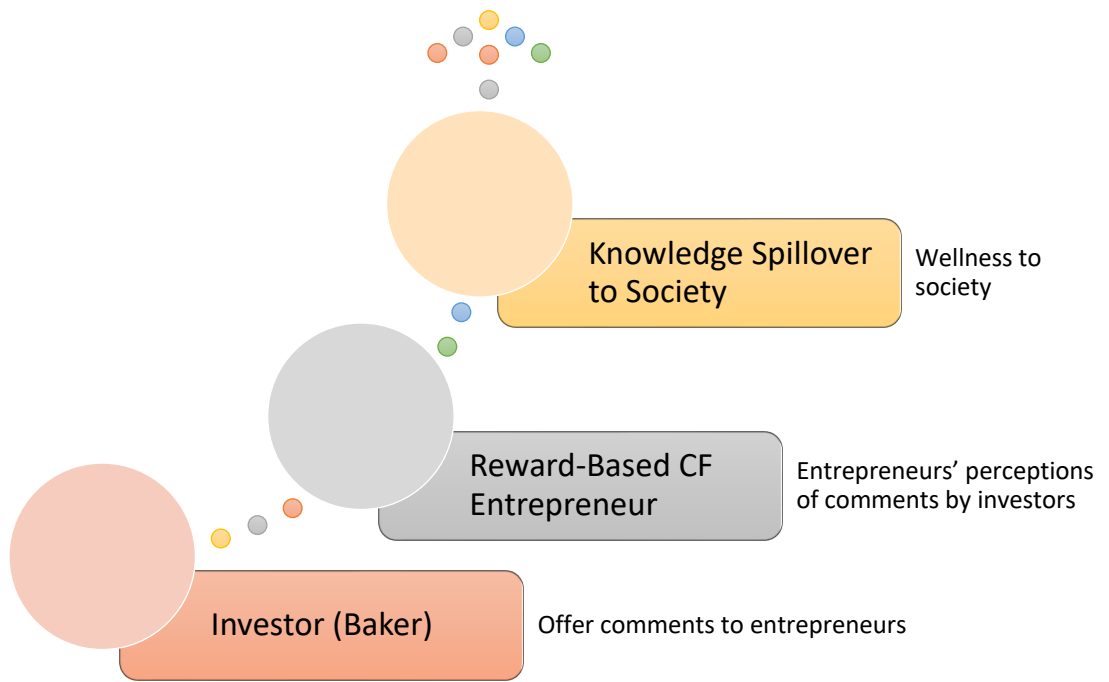 Knowledge Spillover
to Society
Wellness to
society
Reward-Based CF
Entrepreneur
Entrepreneurs’ perceptions
of comments by investors
Investor (Baker)
Offer comments to entrepreneurs